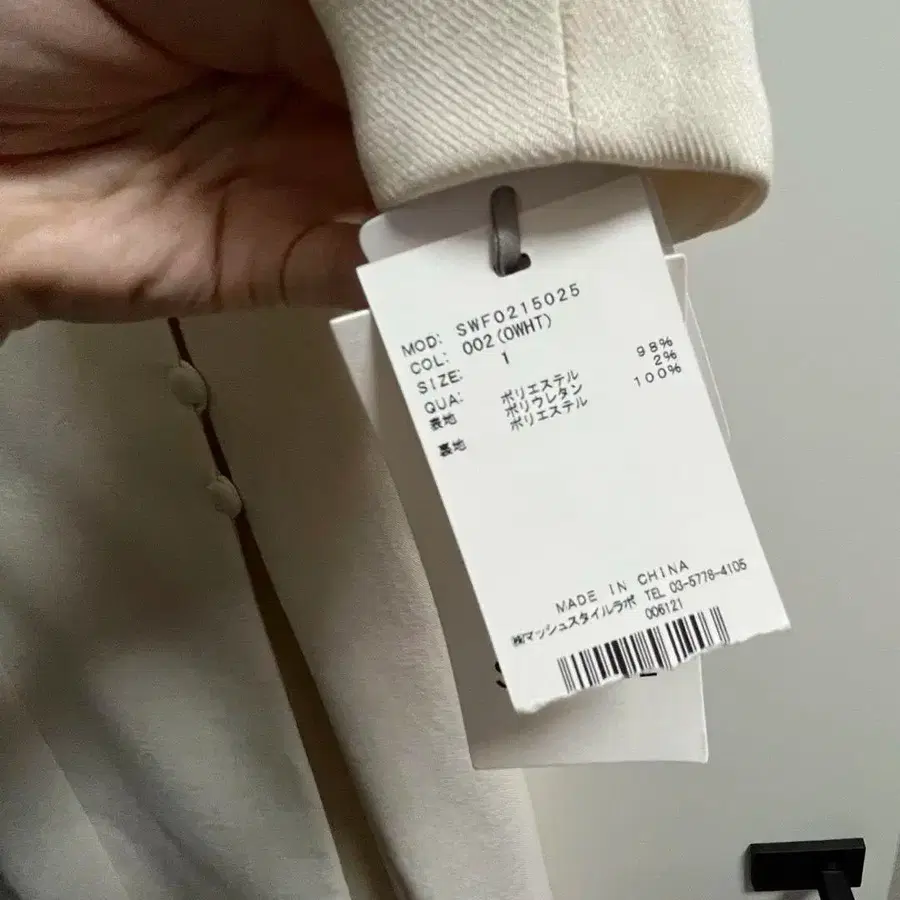 MOD: SWF0215025
COL: 002(OWHT)
SIZE: 1
QUA:
表地 ポリエステル 98%
ポリウレタン 2%
裏地 ポリエステル 100%
MADE IN CHINA
㈱マッシュスタイルラボ TEL 03-5778-4105
006121